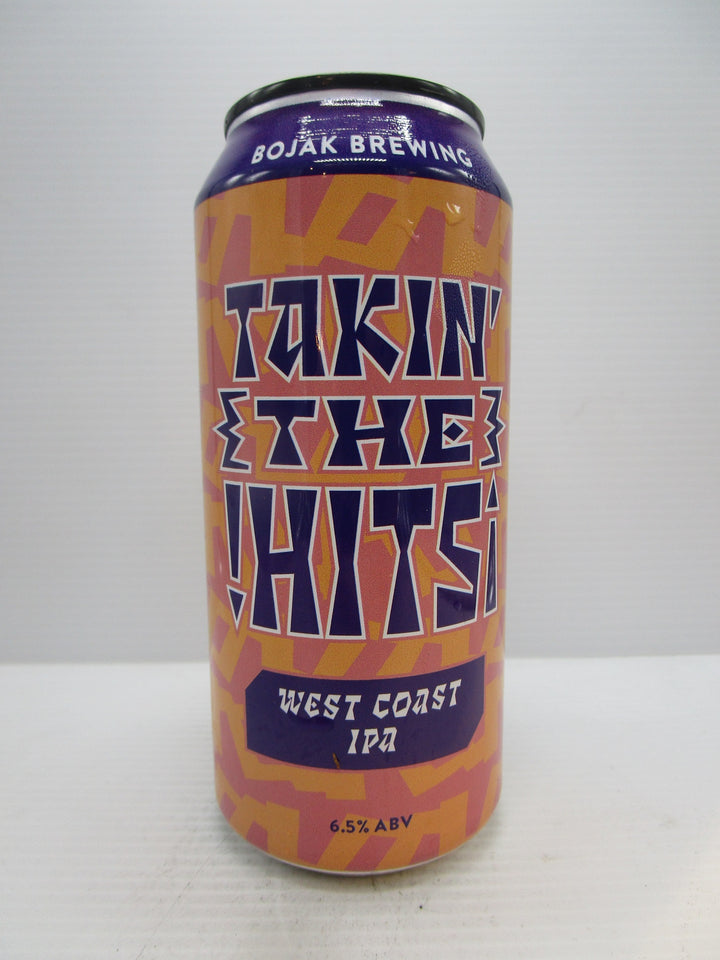 BOJAK BREWING
TAKIN'
{THE}
!HITS¡
WEST COAST
IPA
6.5% ABV